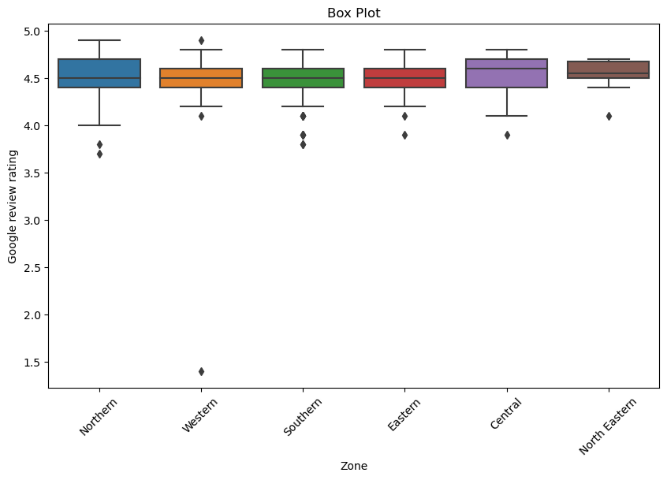 Box Plot
Google review rating
5.0
4.5
4.0
3.5
3.0
2.5
2.0
1.5
Northern
Western
Southern
Eastern
Central
North Eastern
Zone